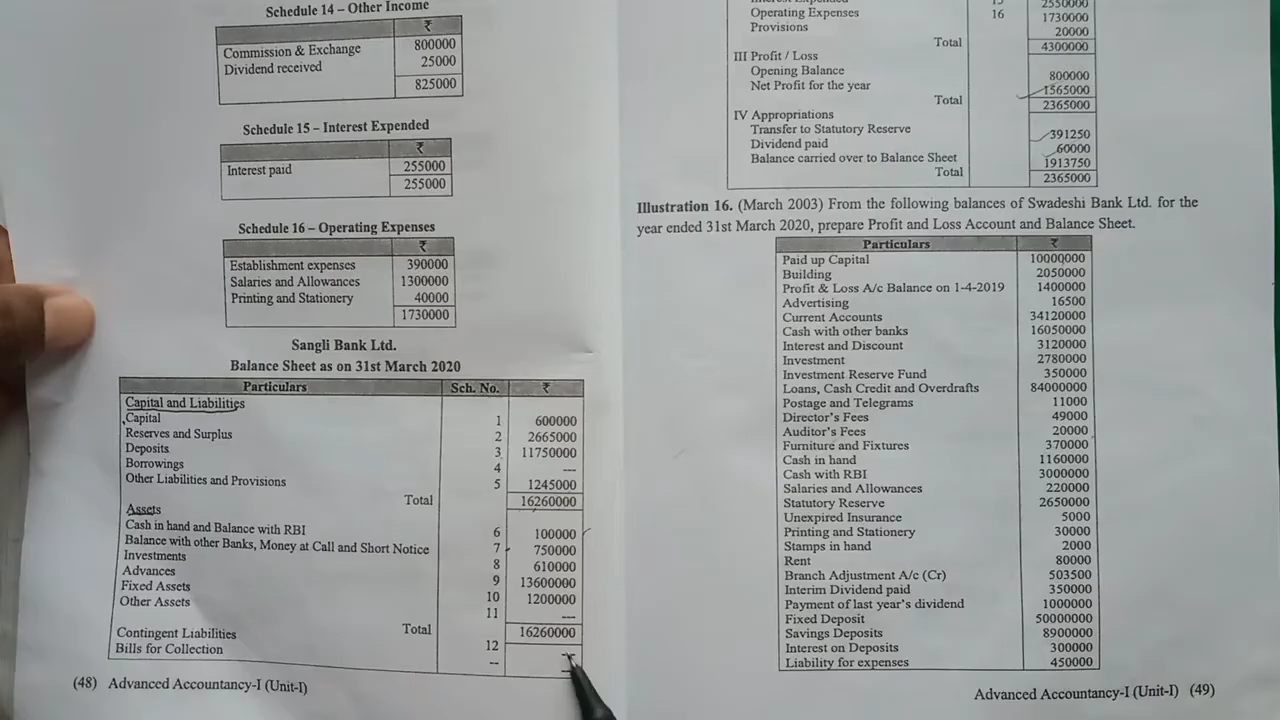 Schedule 14 – Other Income
₹
Commission & Exchange 800000
Dividend received 25000
825000
Schedule 15 – Interest Expended
₹
Interest paid 255000
255000
Schedule 16 – Operating Expenses
₹
Establishment expenses 390000
Salaries and Allowances 1300000
Printing and Stationery 40000
1730000
Sangli Bank Ltd.
Balance Sheet as on 31st March 2020
Particulars Sch. No. ₹
Capital and Liabilities
Capital 1 600000
Reserves and Surplus 2 2665000
Deposits 3 11750000
Borrowings 4 ---
Other Liabilities and Provisions 5 1245000
Total 16260000
Assets
Cash in hand and Balance with RBI 6 100000
Balance with other Banks, Money at Call and Short Notice 7 750000
Investments 8 610000
Advances 9 13600000
Fixed Assets 10 1200000
Other Assets 11 ---
Total 16260000
Contingent Liabilities 12
Bills for Collection --
(48) Advanced Accountancy-I (Unit-I)
2550000
Operating Expenses 16 1730000
Provisions 20000
Total 4300000
III Profit / Loss
Opening Balance 800000
Net Profit for the year 1565000
Total 2365000
IV Appropriations
Transfer to Statutory Reserve 391250
Dividend paid 60000
Balance carried over to Balance Sheet 1913750
Total 2365000
Illustration 16. (March 2003) From the following balances of Swadeshi Bank Ltd. for the
year ended 31st March 2020, prepare Profit and Loss Account and Balance Sheet.
Particulars ₹
Paid up Capital 10000000
Building 2050000
Profit & Loss A/c Balance on 1-4-2019 1400000
Advertising 16500
Current Accounts 34120000
Cash with other banks 16050000
Interest and Discount 3120000
Investment 2780000
Investment Reserve Fund 350000
Loans, Cash Credit and Overdrafts 84000000
Postage and Telegrams 11000
Director's Fees 49000
Auditor's Fees 20000
Furniture and Fixtures 370000
Cash in hand 1160000
Cash with RBI 3000000
Salaries and Allowances 220000
Statutory Reserve 2650000
Unexpired Insurance 5000
Printing and Stationery 30000
Stamps in hand 2000
Rent 80000
Branch Adjustment A/c (Cr) 503500
Interim Dividend paid 350000
Payment of last year's dividend 1000000
Fixed Deposit 50000000
Savings Deposits 8900000
Interest on Deposits 300000
Liability for expenses 450000
Advanced Accountancy-I (Unit-I) (49)